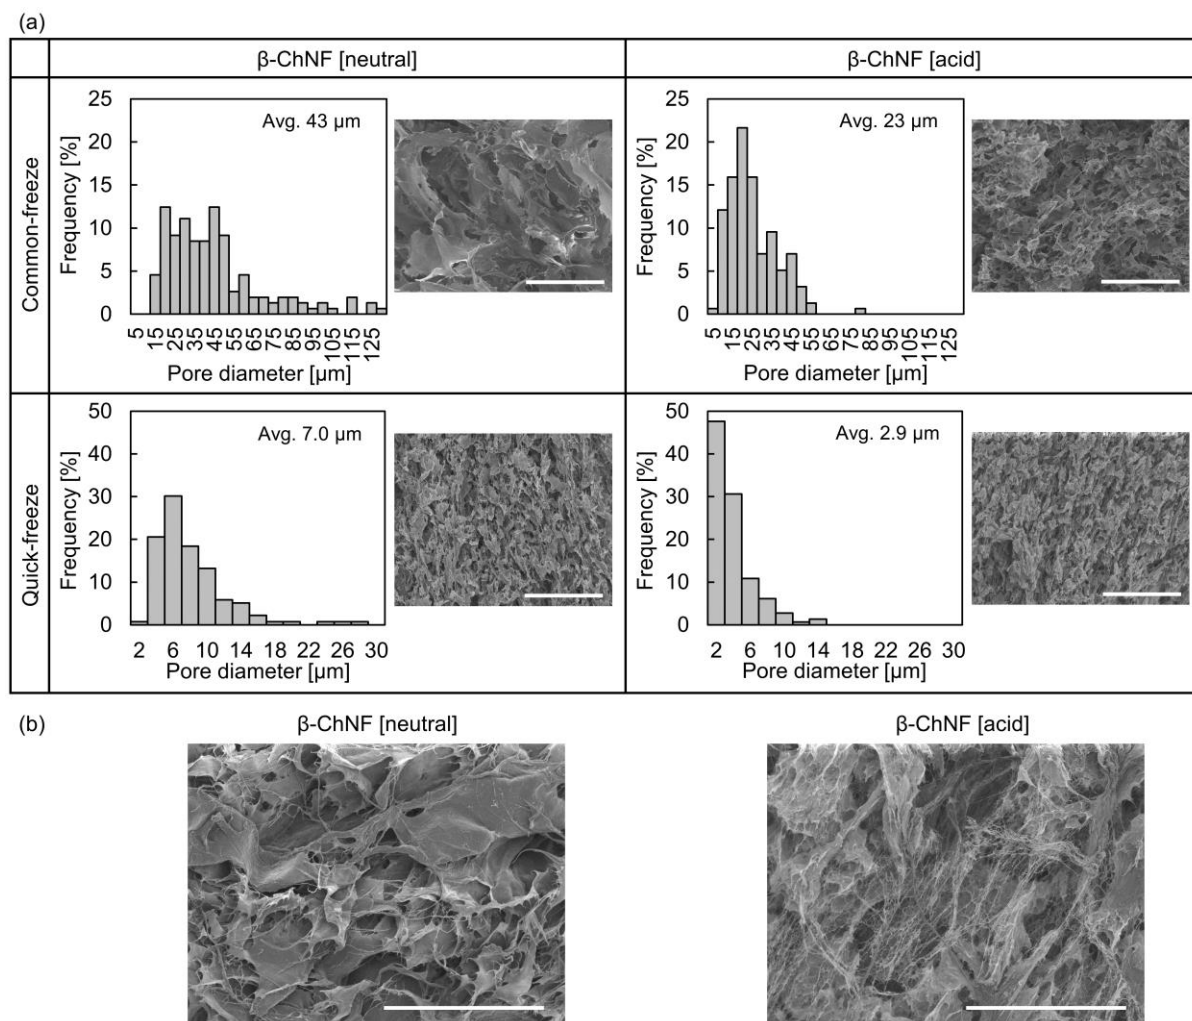 (a)
β-ChNF [neutral]
β-ChNF [acid]
Common-freeze
Frequency [%]
25
20
15
10
5
0
Avg. 43 µm
5 15 25 35 45 55 65 75 85 95 105 115 125
Pore diameter [µm]
Frequency [%]
25
20
15
10
5
0
Avg. 23 µm
5 15 25 35 45 55 65 75 85 95 105 115 125
Pore diameter [µm]
Quick-freeze
Frequency [%]
50
40
30
20
10
0
Avg. 7.0 µm
2 6 10 14 18 22 26 30
Pore diameter [µm]
Frequency [%]
50
40
30
20
10
0
Avg. 2.9 µm
2 6 10 14 18 22 26 30
Pore diameter [µm]
(b)
β-ChNF [neutral]
β-ChNF [acid]